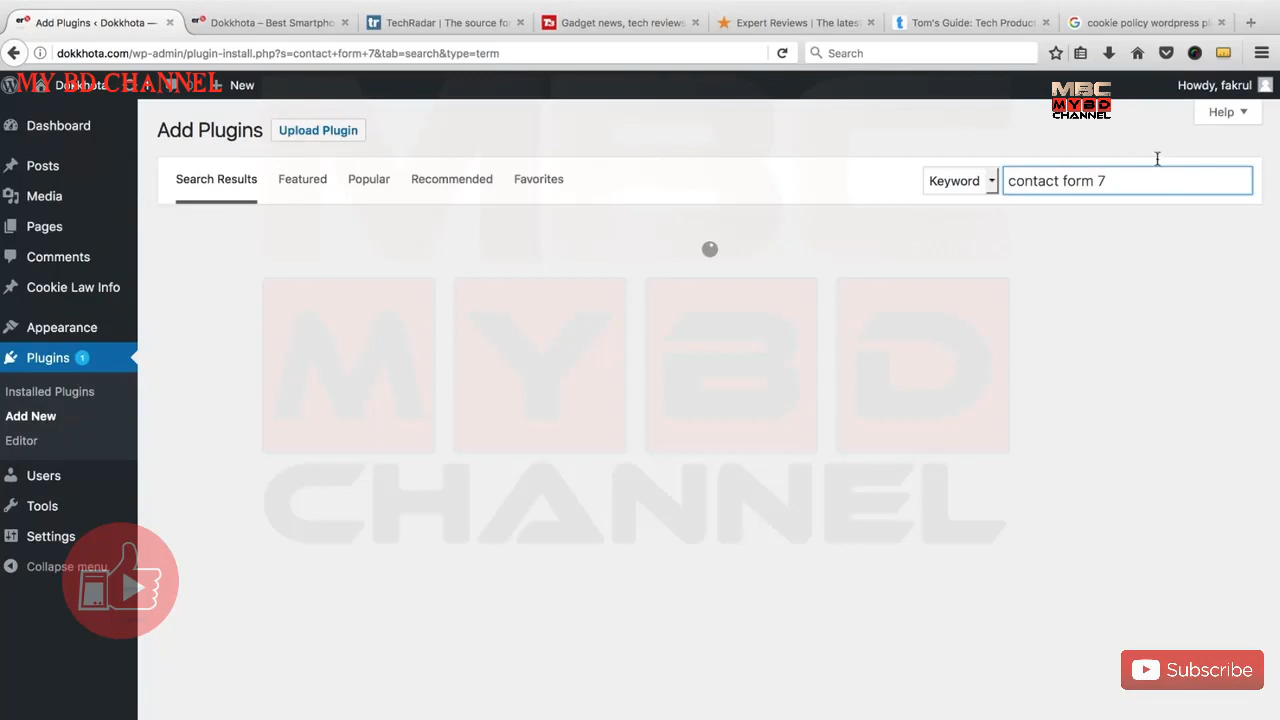 Add Plugins ‹ Dokkhota —
Dokkhota – Best Smartpho
TechRadar | The source fo
Gadget news, tech reviews
Expert Reviews | The lates
Tom's Guide: Tech Product
cookie policy wordpress pl
dokkhota.com/wp-admin/plugin-install.php?s=contact+form+7&tab=search&type=term
Search
MY BD CHANNEL
New
Howdy, fakrul
MBC
MYBD
CHANNEL
Help
Dashboard
Posts
Media
Pages
Comments
Cookie Law Info
Appearance
Plugins 1
Installed Plugins
Add New
Editor
Users
Tools
Settings
Collapse menu
Add Plugins
Upload Plugin
Search Results
Featured
Popular
Recommended
Favorites
Keyword
contact form 7
MBC
MYBD
CHANNEL
Subscribe